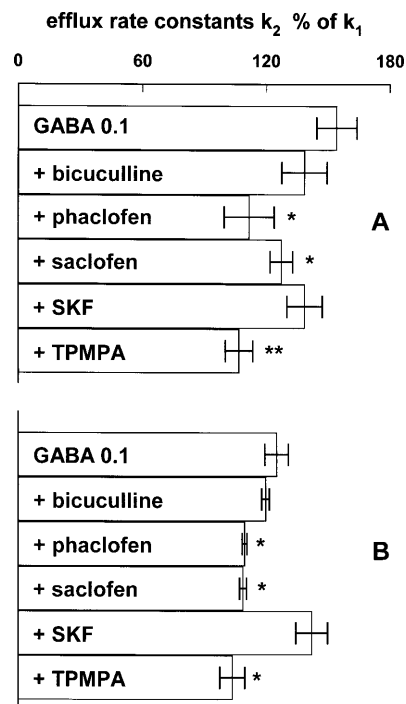 efflux rate constants k₂ % of k₁
0 60 120 180
GABA 0.1
+ bicuculline
+ phaclofen *
+ saclofen *
+ SKF
+ TPMPA **
A
GABA 0.1
+ bicuculline
+ phaclofen *
+ saclofen *
+ SKF
+ TPMPA *
B